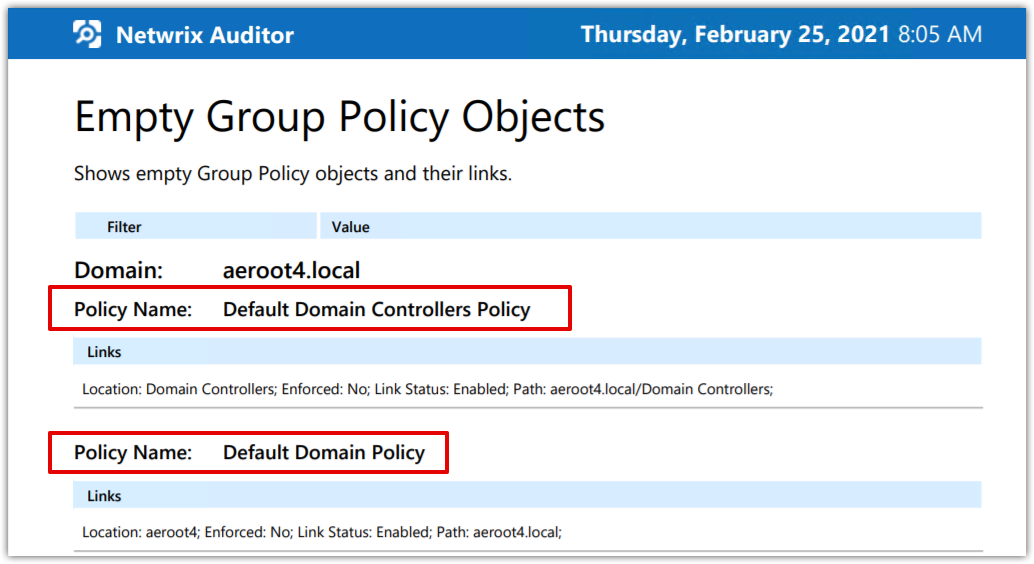 Netwrix Auditor Thursday, February 25, 2021 8:05 AM
Empty Group Policy Objects
Shows empty Group Policy objects and their links.
Filter Value
Domain: aeroot4.local
Policy Name: Default Domain Controllers Policy
Links
Location: Domain Controllers; Enforced: No; Link Status: Enabled; Path: aeroot4.local/Domain Controllers;
Policy Name: Default Domain Policy
Links
Location: aeroot4; Enforced: No; Link Status: Enabled; Path: aeroot4.local;